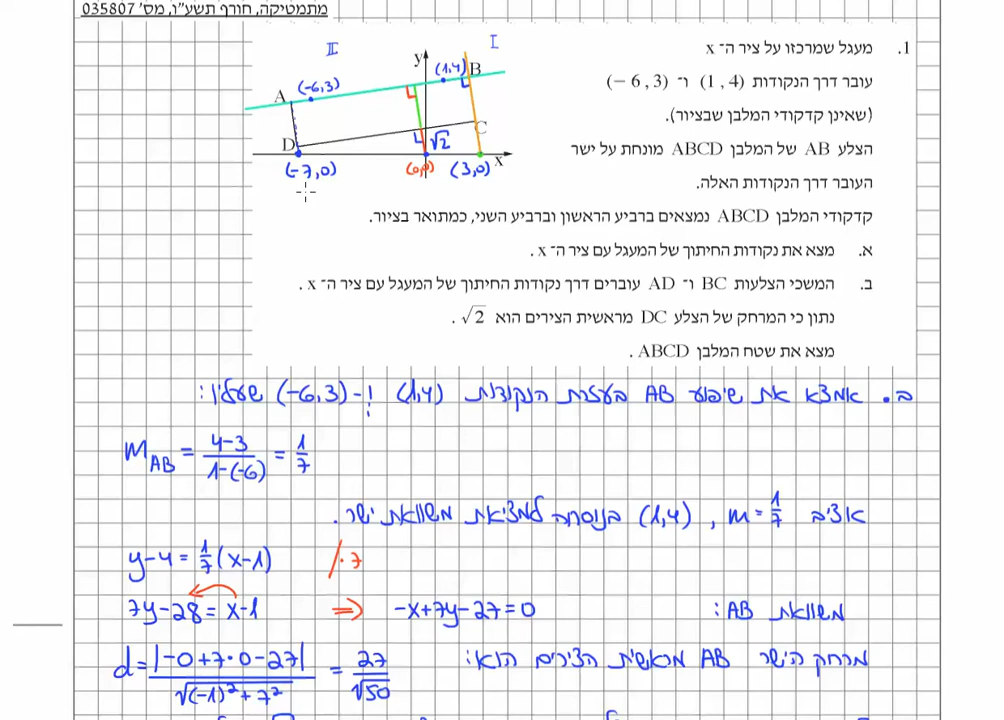 מתמטיקה, חורף תשע"ו, מס' 035807
1. מעגל שמרכזו על ציר ה־ x
עובר דרך הנקודות (1 , 4) ו־ (−6 , 3)
(שאינן קדקודי המלבן שבציור).
הצלע AB של המלבן ABCD מונחת על ישר
העובר דרך הנקודות האלה.
קדקודי המלבן ABCD נמצאים ברביע הראשון וברביע השני, כמתואר בציור.
א. מצא את נקודות החיתוך של המעגל עם ציר ה־ x .
ב. המשכי הצלעות BC ו־ AD עוברים דרך נקודות החיתוך של המעגל עם ציר ה־ x .
נתון כי המרחק של הצלע DC מראשית הצירים הוא √2 .
מצא את שטח המלבן ABCD .
II I
y
(1,4) B
A (-6,3)
D √2 C
x
(-7,0) (0,0) (3,0)
ב. אמצא את שיפוע AB בעזרת הנקודות (1,4) ו-(-6,3) שעליו:
m_AB = (4-3)/(1-(-6)) = 1/7
אציב m=1/7 , (1,4) בנוסחה למציאת משוואת ישר.
y-4 = 1/7 (x-1) /·7
7y-28 = x-1 ⇒ -x+7y-27=0 משוואת AB:
מרחק הישר AB מראשית הצירים הוא: d = |-0+7·0-27|/√((-1)²+7²) = 27/√50